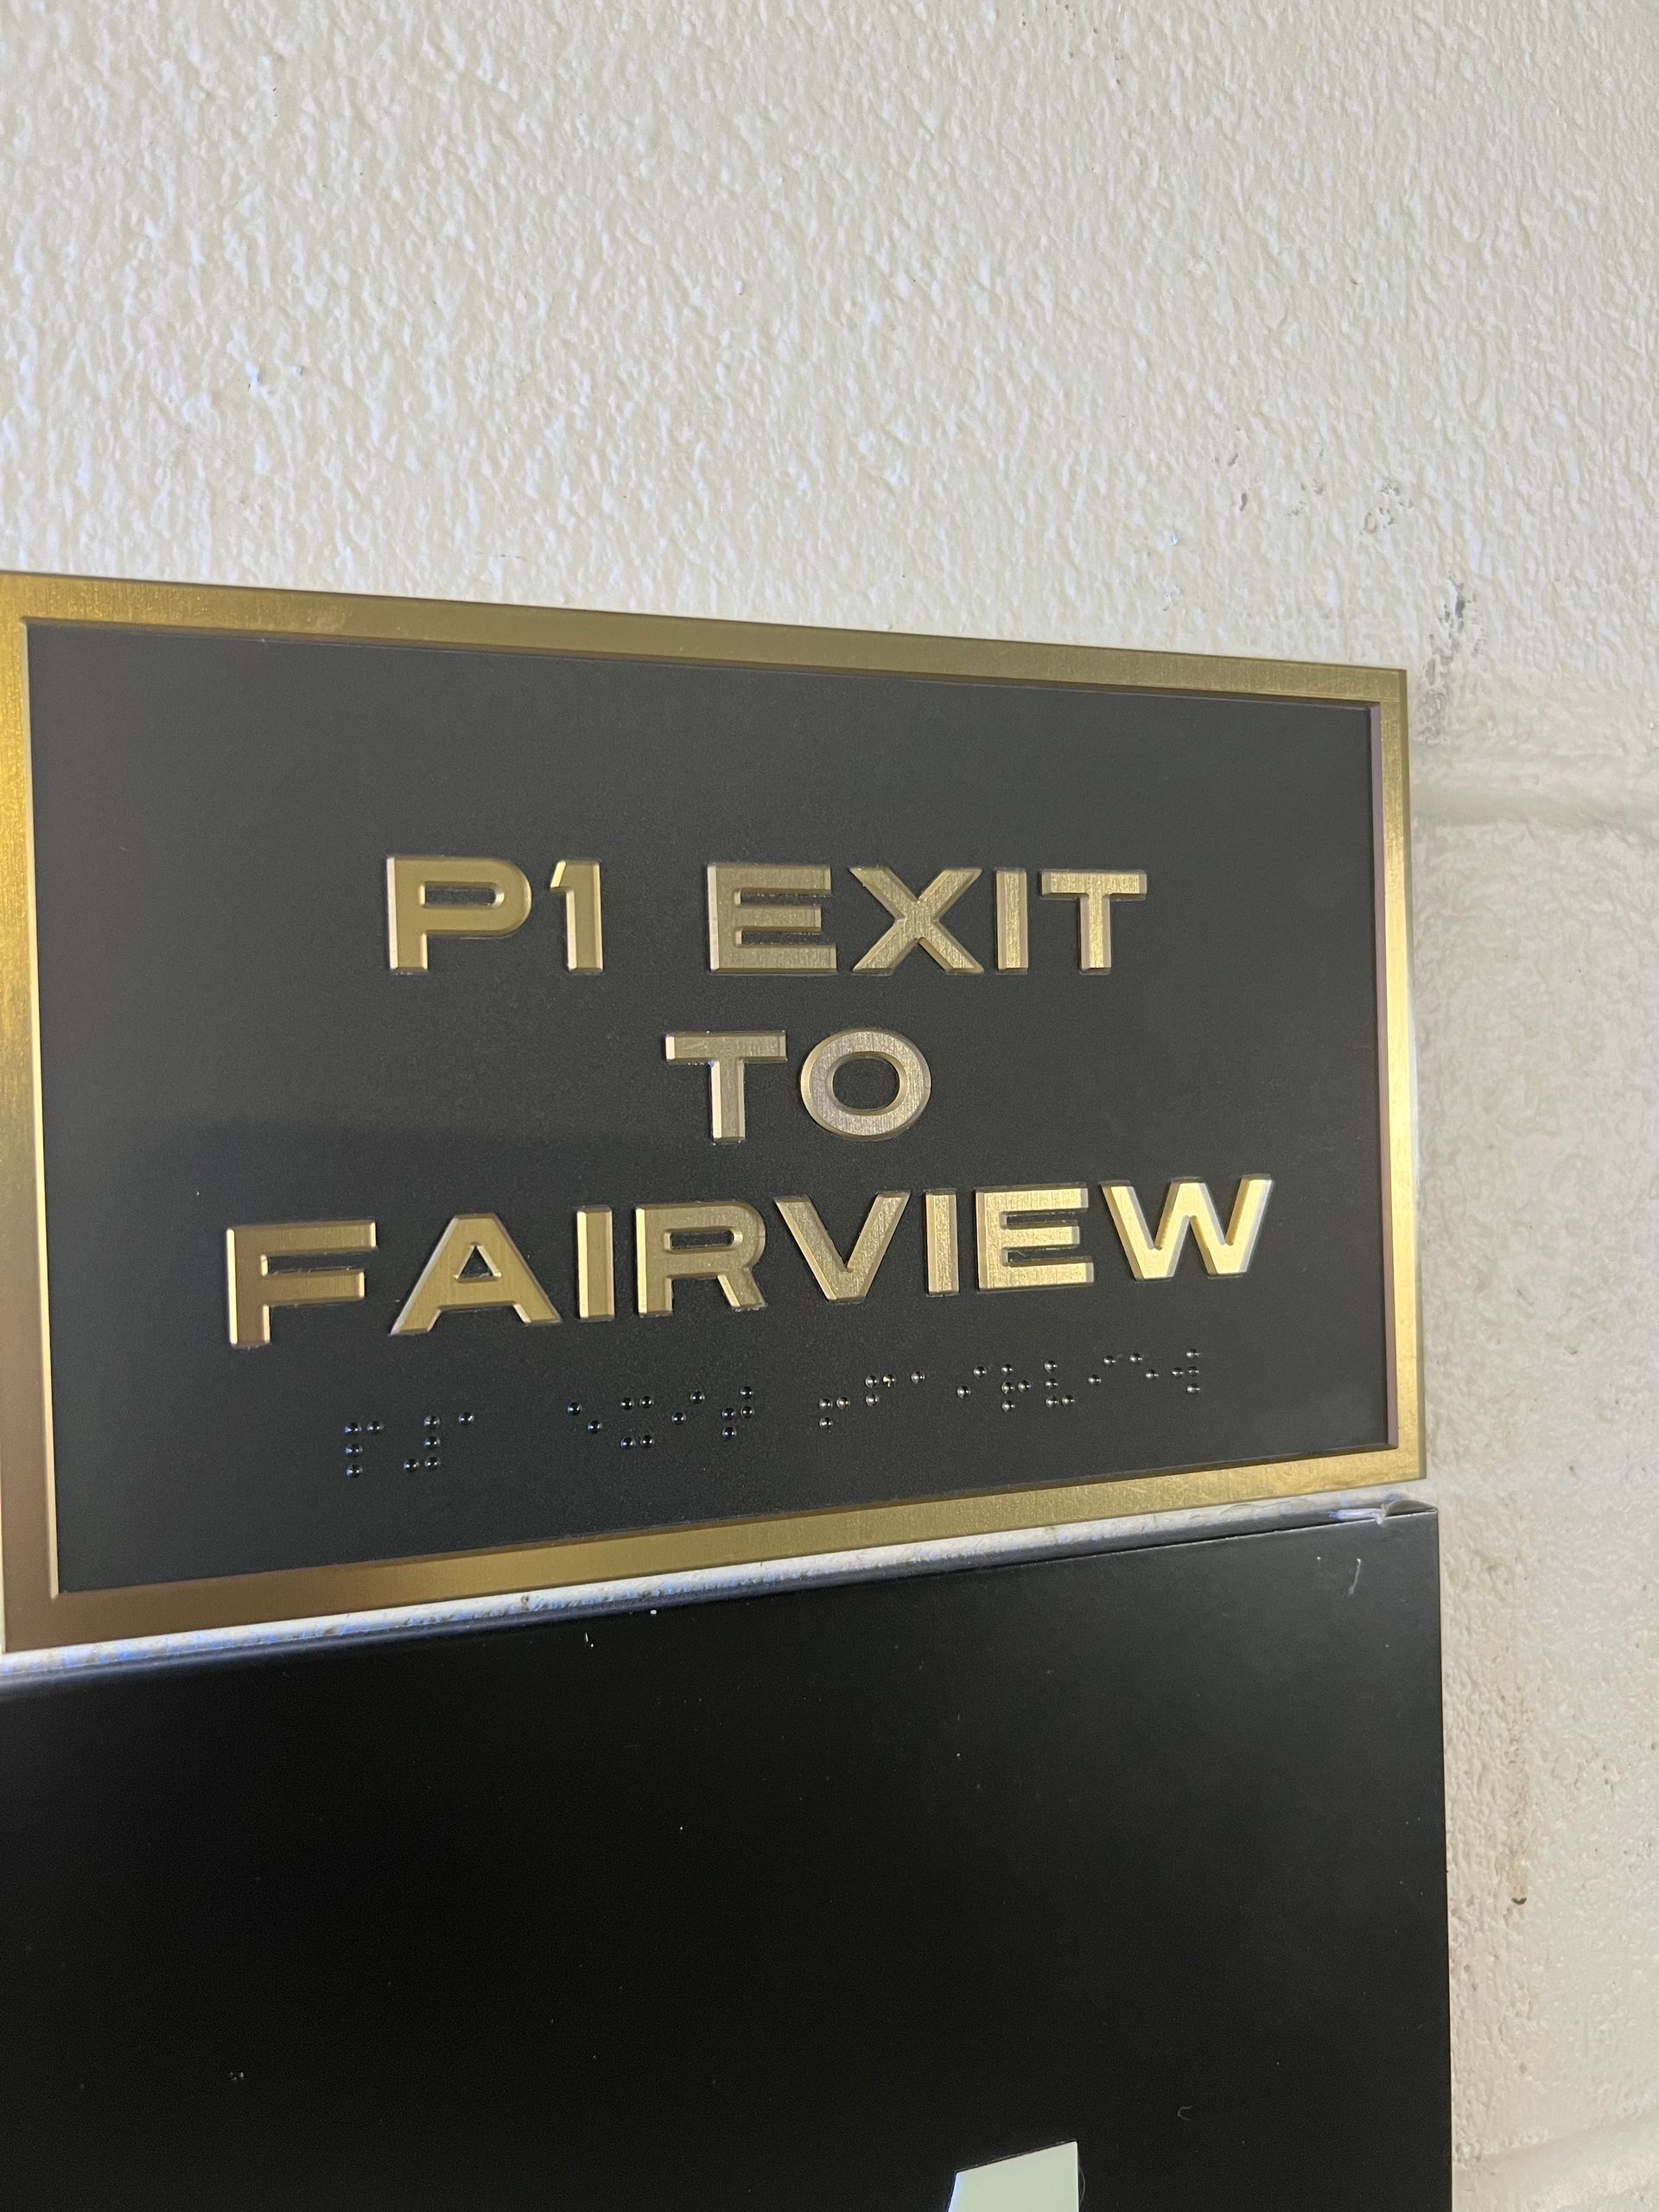 P1 EXIT
TO
FAIRVIEW
⠏⠼⠁ ⠑⠭⠊⠞ ⠖⠋⠁⠊⠗⠧⠊⠑⠺